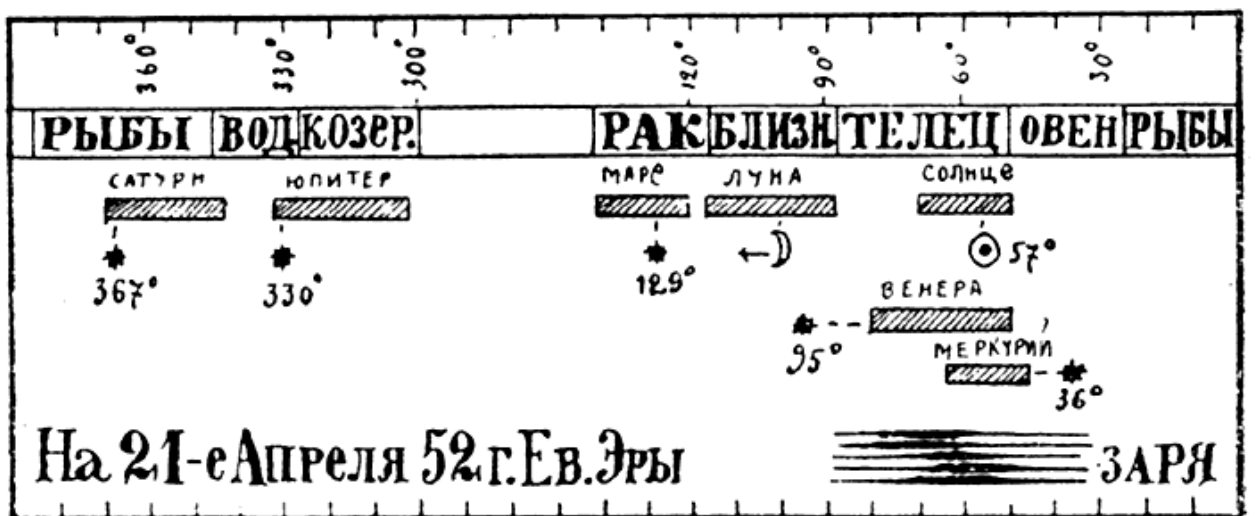 360° 330° 300° 120° 90° 60° 30°
РЫБЫ ВОД. КОЗЕР. РАК БЛИЗН. ТЕЛЕЦ ОВЕН РЫБЫ
САТУРН ЮПИТЕР МАРС ЛУНА СОЛНЦЕ
367° 330° 129° 57°
ВЕНЕРА
95° МЕРКУРИЙ
36°
На 21-е Апреля 52 г. Ев. Эры ЗАРЯ